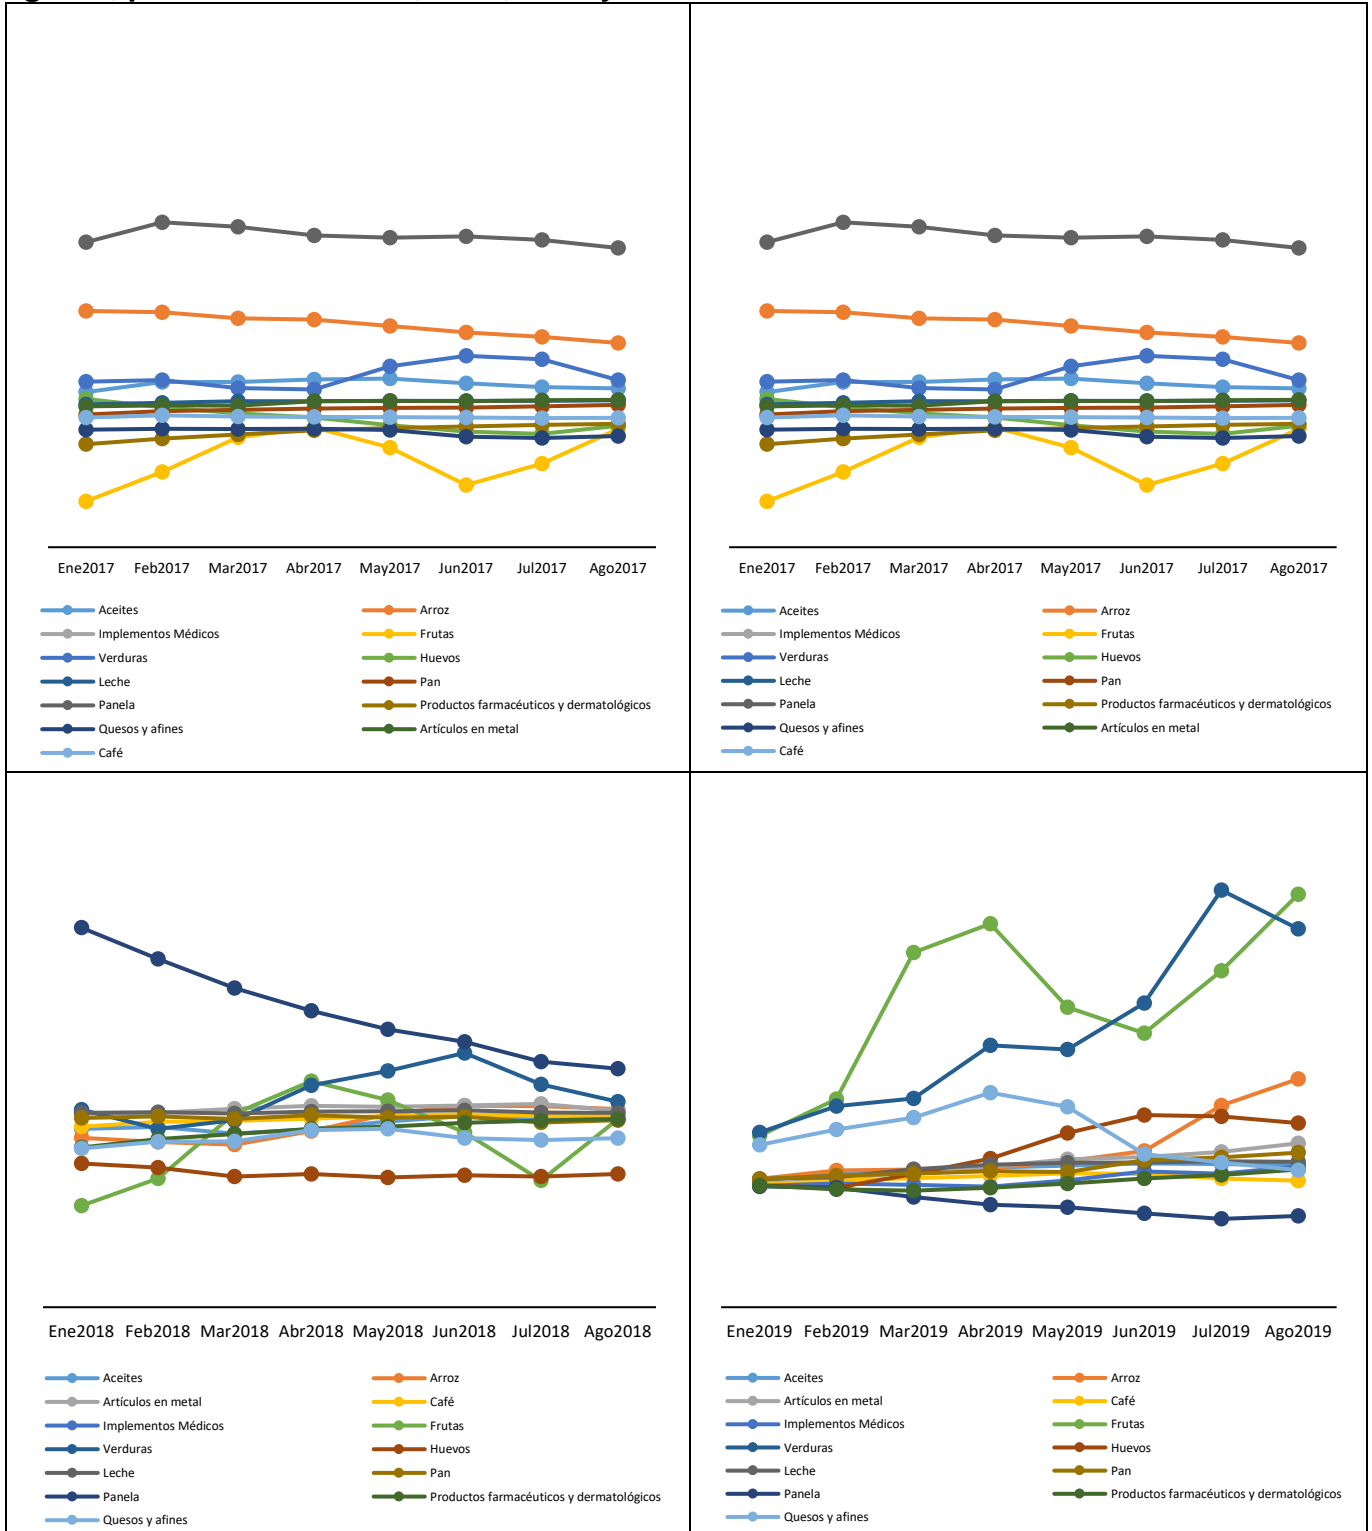 Ene2017 Feb2017 Mar2017 Abr2017 May2017 Jun2017 Jul2017 Ago2017
Aceites Arroz
Implementos Médicos Frutas
Verduras Huevos
Leche Pan
Panela Productos farmacéuticos y dermatológicos
Quesos y afines Artículos en metal
Café
Ene2017 Feb2017 Mar2017 Abr2017 May2017 Jun2017 Jul2017 Ago2017
Aceites Arroz
Implementos Médicos Frutas
Verduras Huevos
Leche Pan
Panela Productos farmacéuticos y dermatológicos
Quesos y afines Artículos en metal
Café
Ene2018 Feb2018 Mar2018 Abr2018 May2018 Jun2018 Jul2018 Ago2018
Aceites Arroz
Artículos en metal Café
Implementos Médicos Frutas
Verduras Huevos
Leche Pan
Panela Productos farmacéuticos y dermatológicos
Quesos y afines
Ene2019 Feb2019 Mar2019 Abr2019 May2019 Jun2019 Jul2019 Ago2019
Aceites Arroz
Artículos en metal Café
Implementos Médicos Frutas
Verduras Huevos
Leche Pan
Panela Productos farmacéuticos y dermatológicos
Quesos y afines